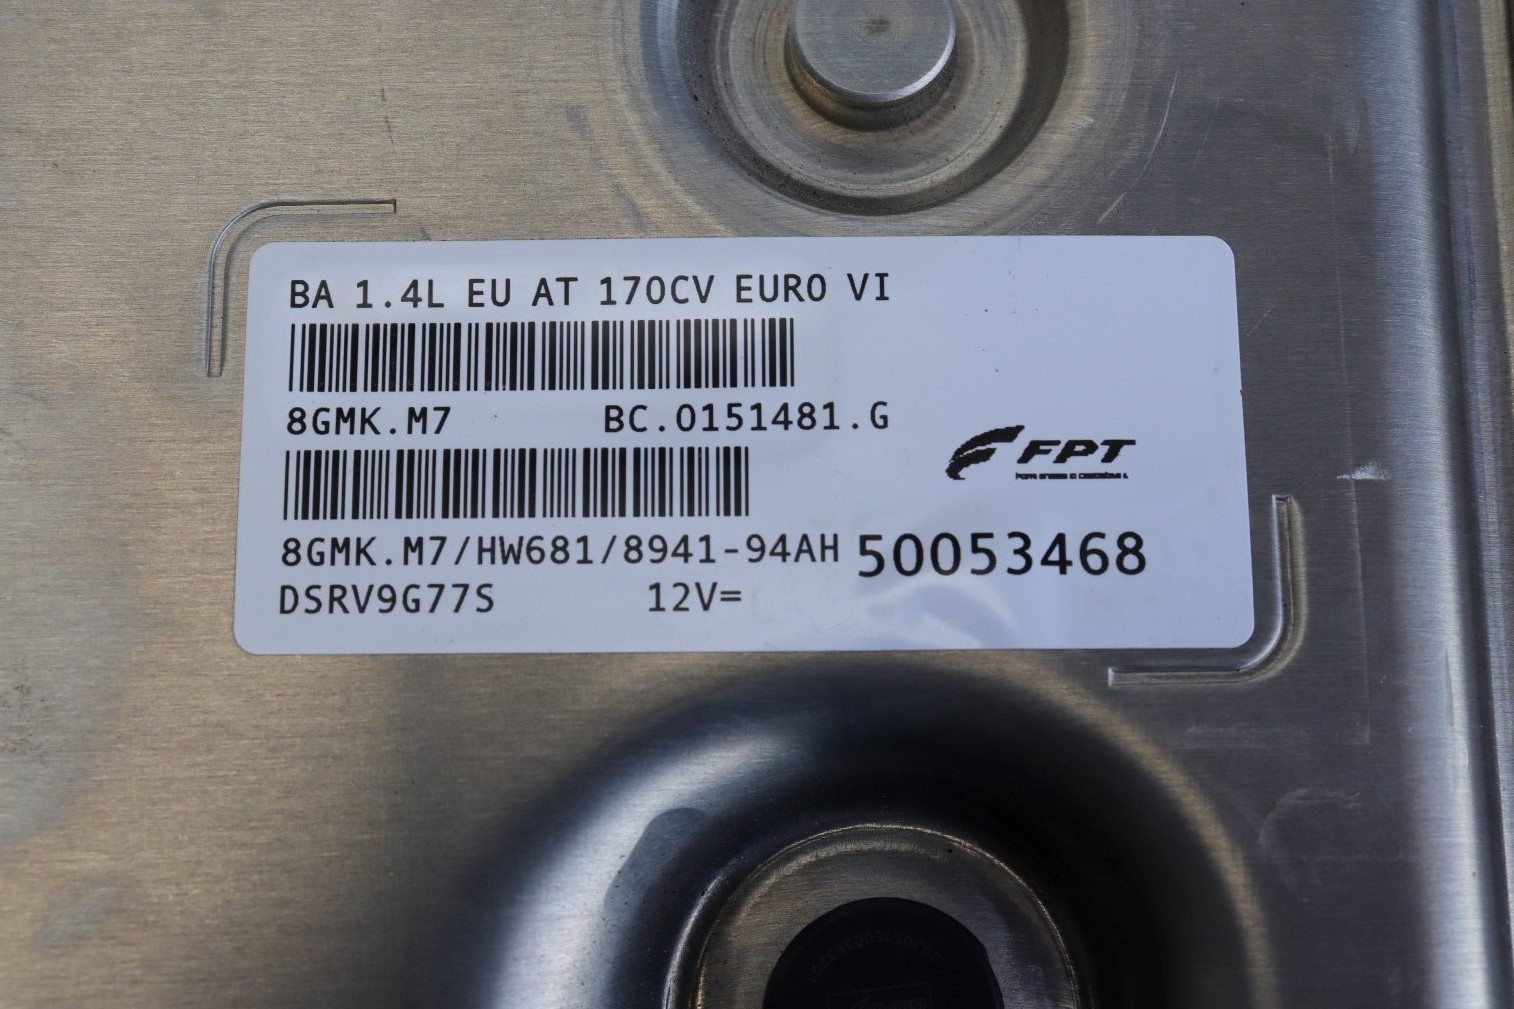 BA 1.4L EU AT 170CV EURO VI
8GMK.M7 BC.0151481.G
FPT
8GMK.M7/HW681/8941-94AH 50053468
DSRV9G77S 12V=